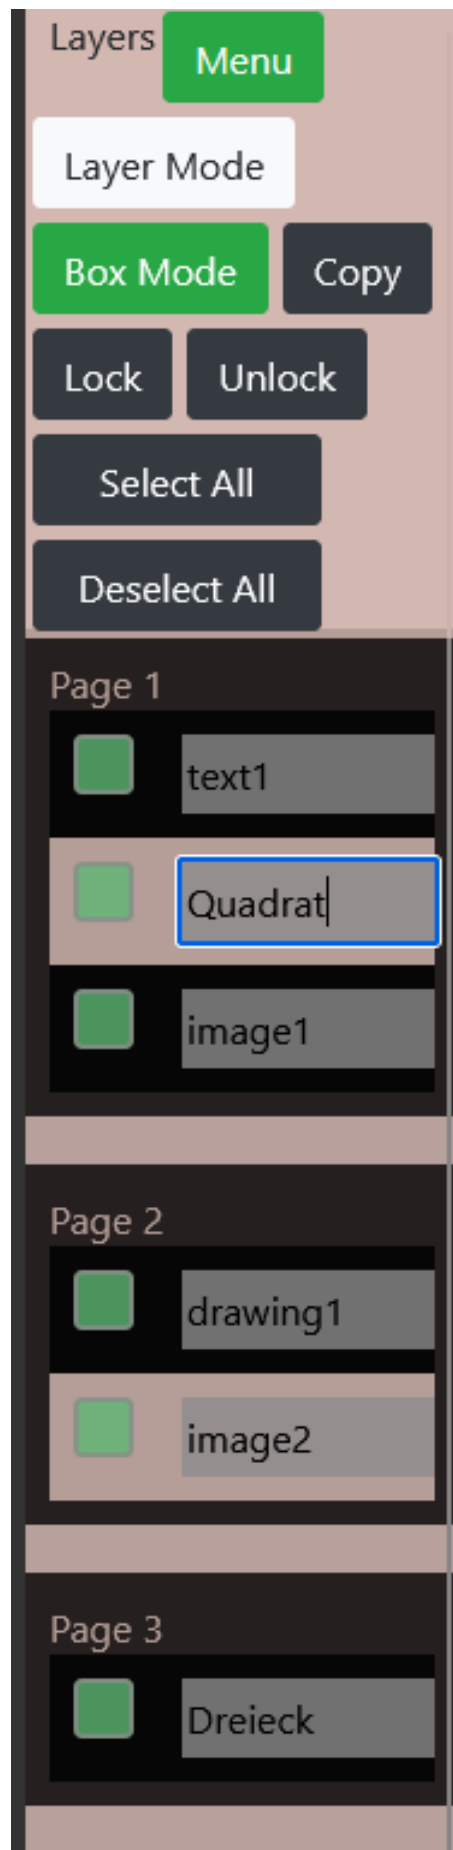 Layers Menu
Layer Mode
Box Mode Copy
Lock Unlock
Select All
Deselect All
Page 1
text1
Quadrat
image1
Page 2
drawing1
image2
Page 3
Dreieck